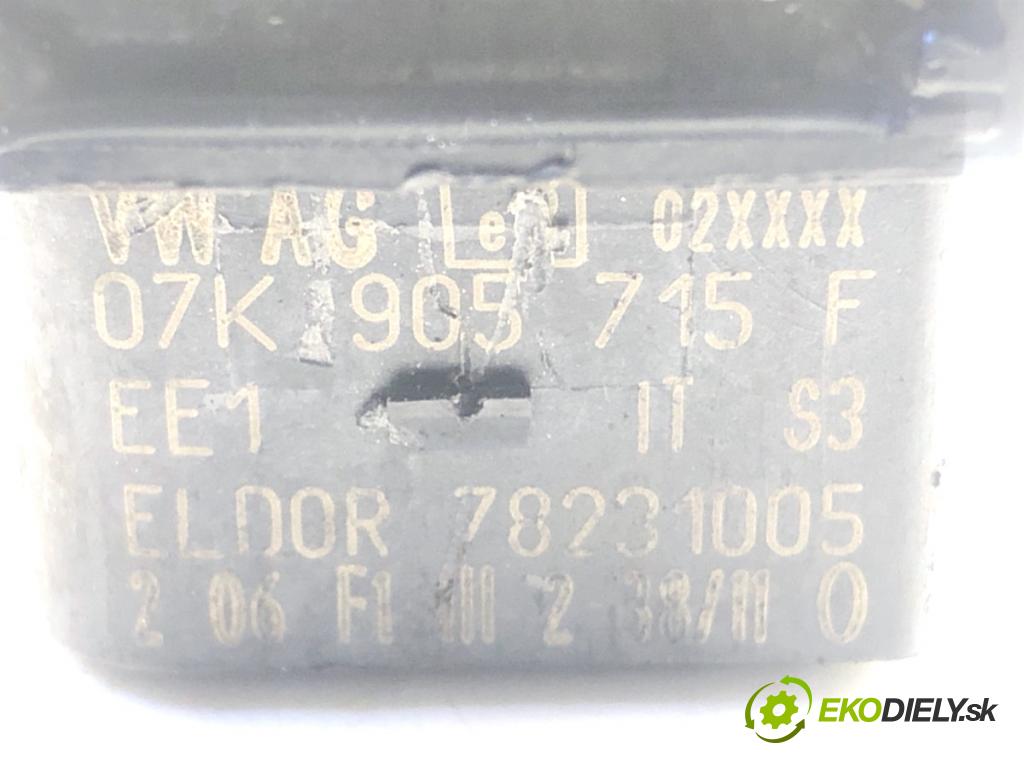 VW AG e 02XXXX
07K 905 715 F
EE1 IT S3
ELDOR 78231005
2 06 F1 III 2 38/11 0
EKODIELY.sk